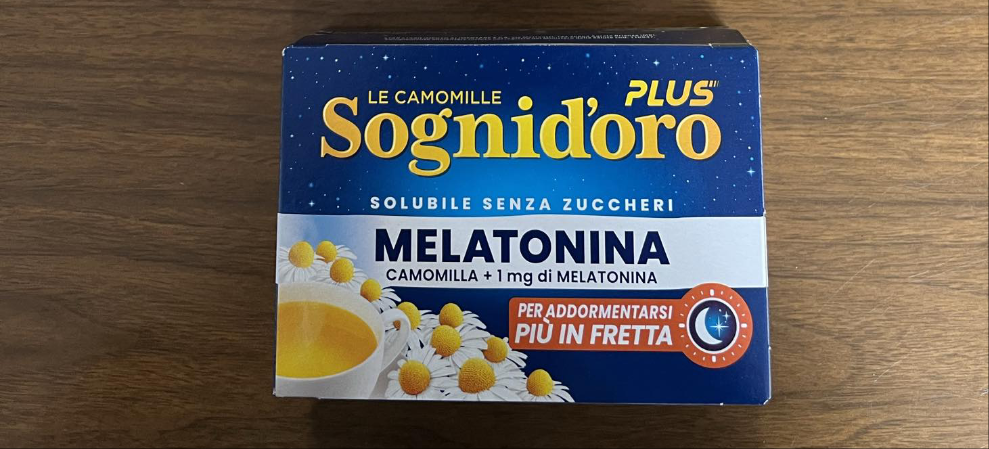 LE CAMOMILLE
PLUS
Sognid'oro
SOLUBILE SENZA ZUCCHERI
MELATONINA
CAMOMILLA + 1 mg di MELATONINA
PER ADDORMENTARSI
PIÙ IN FRETTA